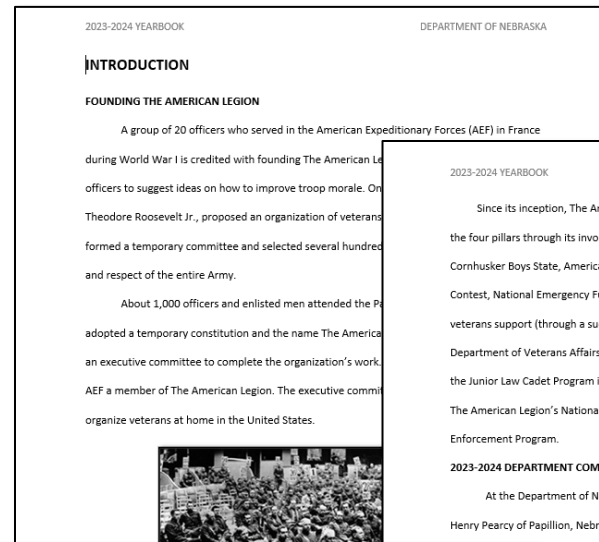 2023-2024 YEARBOOK DEPARTMENT OF NEBRASKA
INTRODUCTION
FOUNDING THE AMERICAN LEGION
A group of 20 officers who served in the American Expeditionary Forces (AEF) in France
during World War I is credited with founding The American Le
officers to suggest ideas on how to improve troop morale. On
Theodore Roosevelt Jr., proposed an organization of veterans
formed a temporary committee and selected several hundred
and respect of the entire Army.
About 1,000 officers and enlisted men attended the Pa
adopted a temporary constitution and the name The America
an executive committee to complete the organization's work.
AEF a member of The American Legion. The executive commit
organize veterans at home in the United States.
2023-2024 YEARBOOK
Since its inception, The Am
the four pillars through its invo
Cornhusker Boys State, America
Contest, National Emergency Fu
veterans support (through a su
Department of Veterans Affairs
the Junior Law Cadet Program i
The American Legion's Nationa
Enforcement Program.
2023-2024 DEPARTMENT COM
At the Department of N
Henry Pearcy of Papillion, Nebr